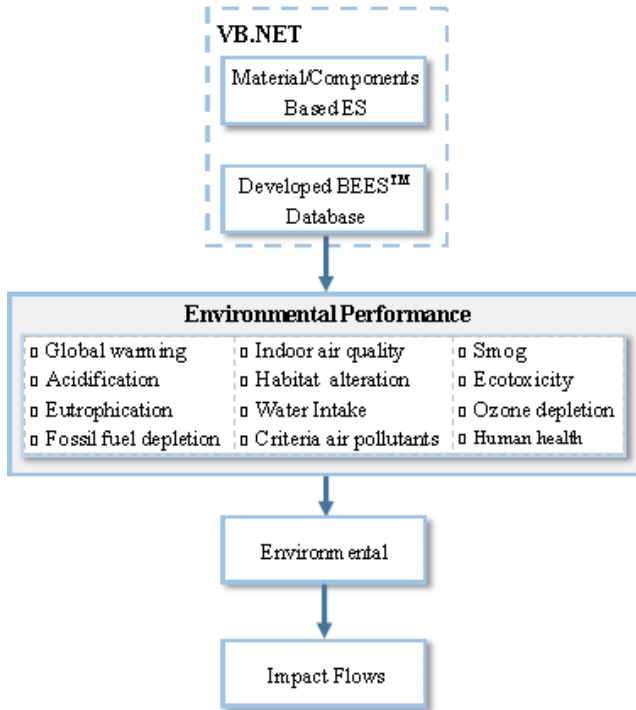 VB.NET
Material/Components
Based ES
Developed BEES™
Database
Environmental Performance
▯ Global warming
▯ Acidification
▯ Eutrophication
▯ Fossil fuel depletion
▯ Indoor air quality
▯ Habitat alteration
▯ Water Intake
▯ Criteria air pollutants
▯ Smog
▯ Ecotoxicity
▯ Ozone depletion
▯ Human health
Environmental
Impact Flows